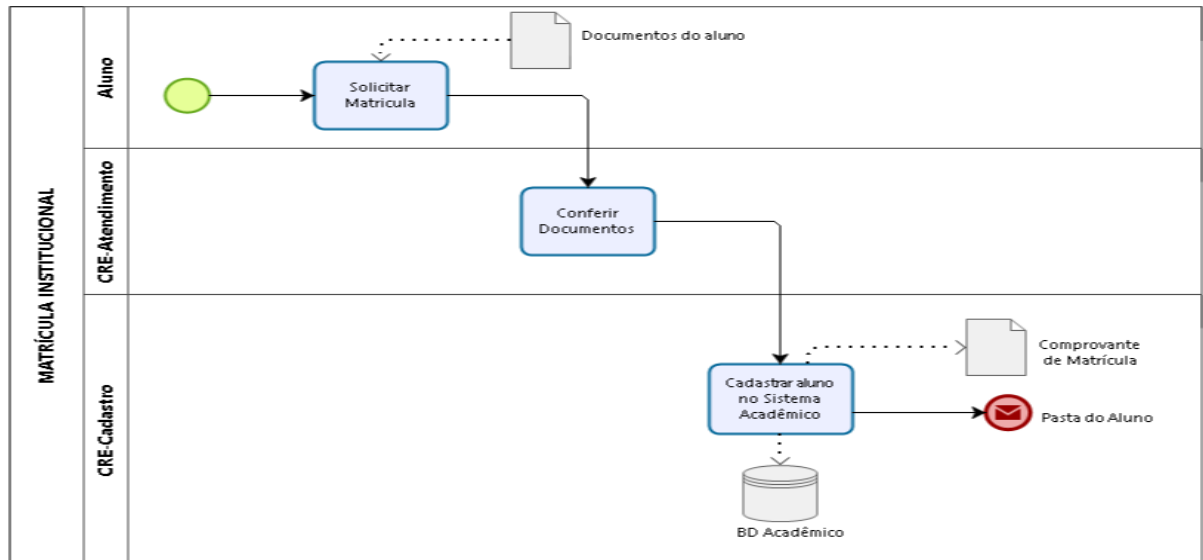 MATRÍCULA INSTITUCIONAL
Aluno
Documentos do aluno
Solicitar
Matricula
CRE-Atendimento
Conferir
Documentos
CRE-Cadastro
Comprovante
de Matrícula
Cadastrar aluno
no Sistema
Acadêmico
Pasta do Aluno
BD Acadêmico